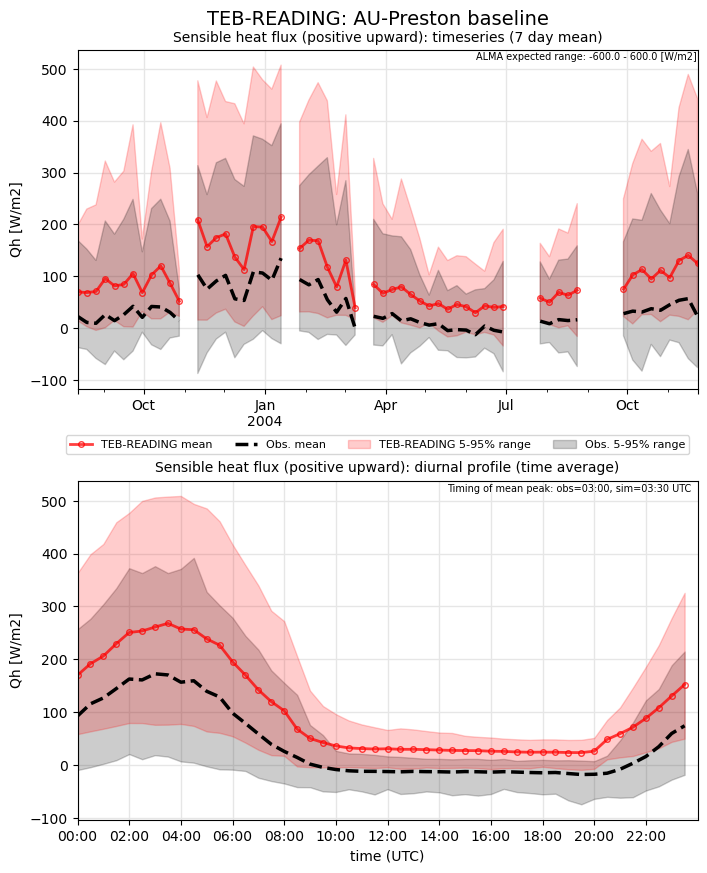 TEB-READING: AU-Preston baseline
Sensible heat flux (positive upward): timeseries (7 day mean)
ALMA expected range: -600.0 - 600.0 [W/m2]
Qh [W/m2]
500
400
300
200
100
0
−100
Oct
Jan
2004
Apr
Jul
Oct
TEB-READING mean
Obs. mean
TEB-READING 5-95% range
Obs. 5-95% range
Sensible heat flux (positive upward): diurnal profile (time average)
Timing of mean peak: obs=03:00, sim=03:30 UTC
Qh [W/m2]
500
400
300
200
100
0
−100
00:00
02:00
04:00
06:00
08:00
10:00
12:00
14:00
16:00
18:00
20:00
22:00
time (UTC)